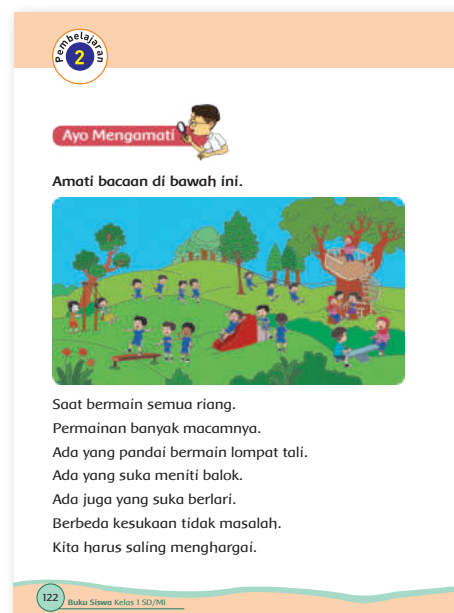 Pembelajaran
2
Ayo Mengamati
Amati bacaan di bawah ini.
Saat bermain semua riang.
Permainan banyak macamnya.
Ada yang pandai bermain lompat tali.
Ada yang suka meniti balok.
Ada juga yang suka berlari.
Berbeda kesukaan tidak masalah.
Kita harus saling menghargai.
122
Buku Siswa Kelas I SD/MI